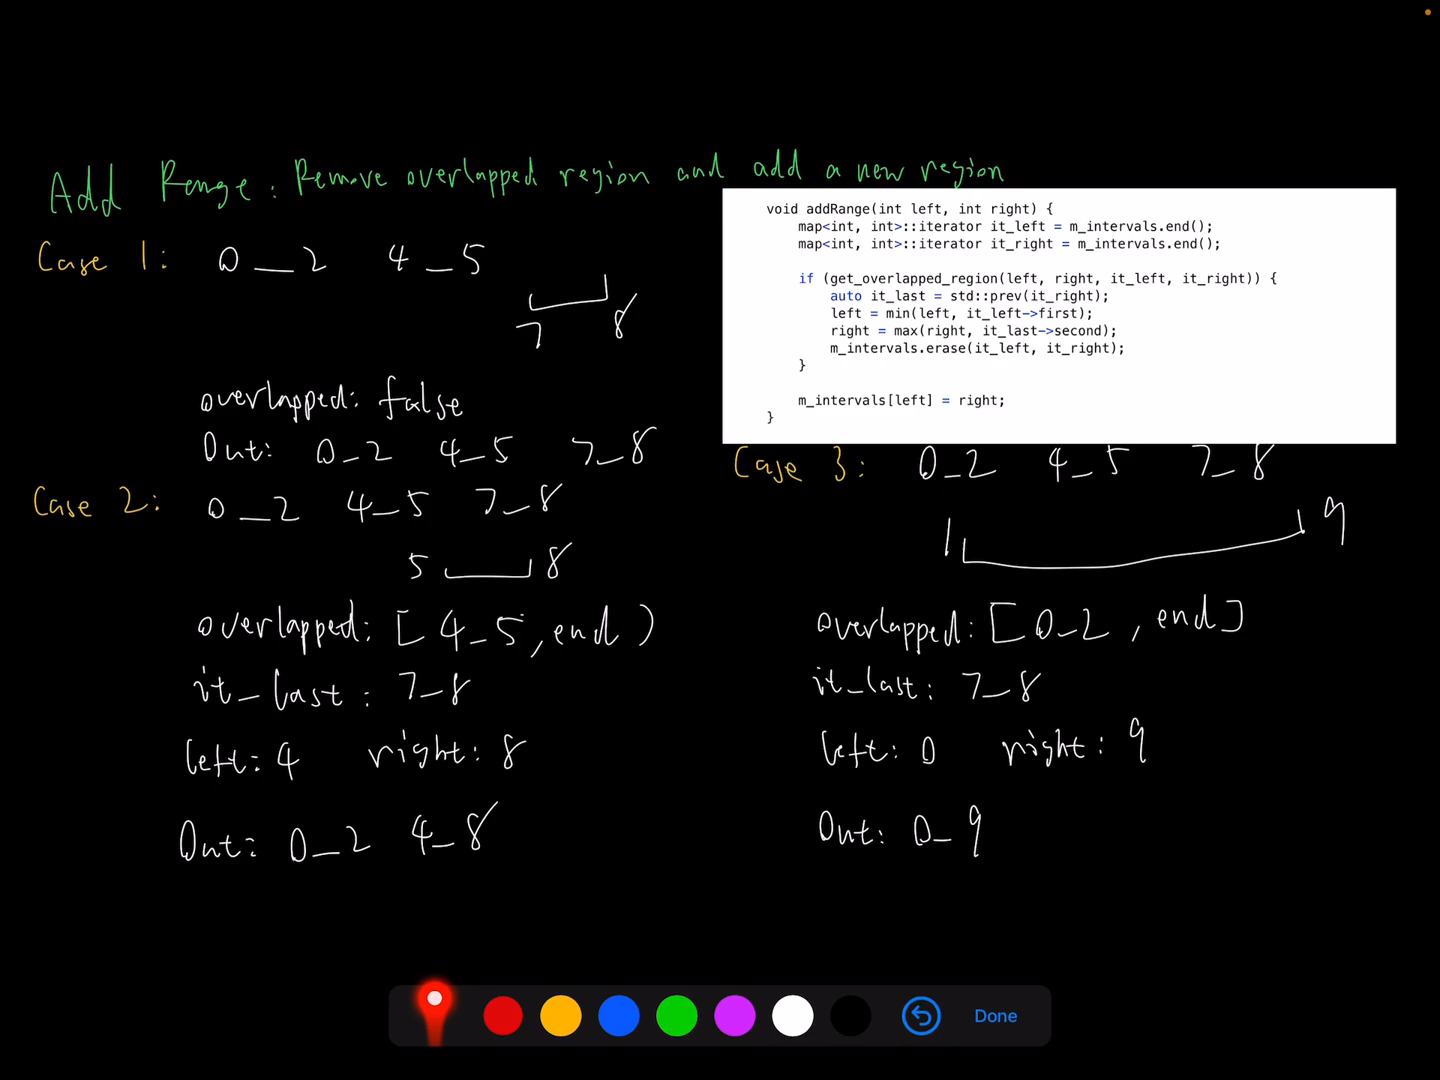 Add Range: Remove overlapped region and add a new region
Case 1: 0_2 4_5
7 8
overlapped: false
Out: 0_2 4_5 7_8
Case 2: 0_2 4_5 7_8
5 8
overlapped: [4_5, end)
it_last: 7_8
left: 4 right: 8
Out: 0_2 4_8
void addRange(int left, int right) {
map<int, int>::iterator it_left = m_intervals.end();
map<int, int>::iterator it_right = m_intervals.end();
if (get_overlapped_region(left, right, it_left, it_right)) {
auto it_last = std::prev(it_right);
left = min(left, it_left->first);
right = max(right, it_last->second);
m_intervals.erase(it_left, it_right);
}
m_intervals[left] = right;
}
Case 3: 0_2 4_5 7_8
1 9
overlapped: [0_2, end]
it_last: 7_8
left: 0 right: 9
Out: 0_9
Done